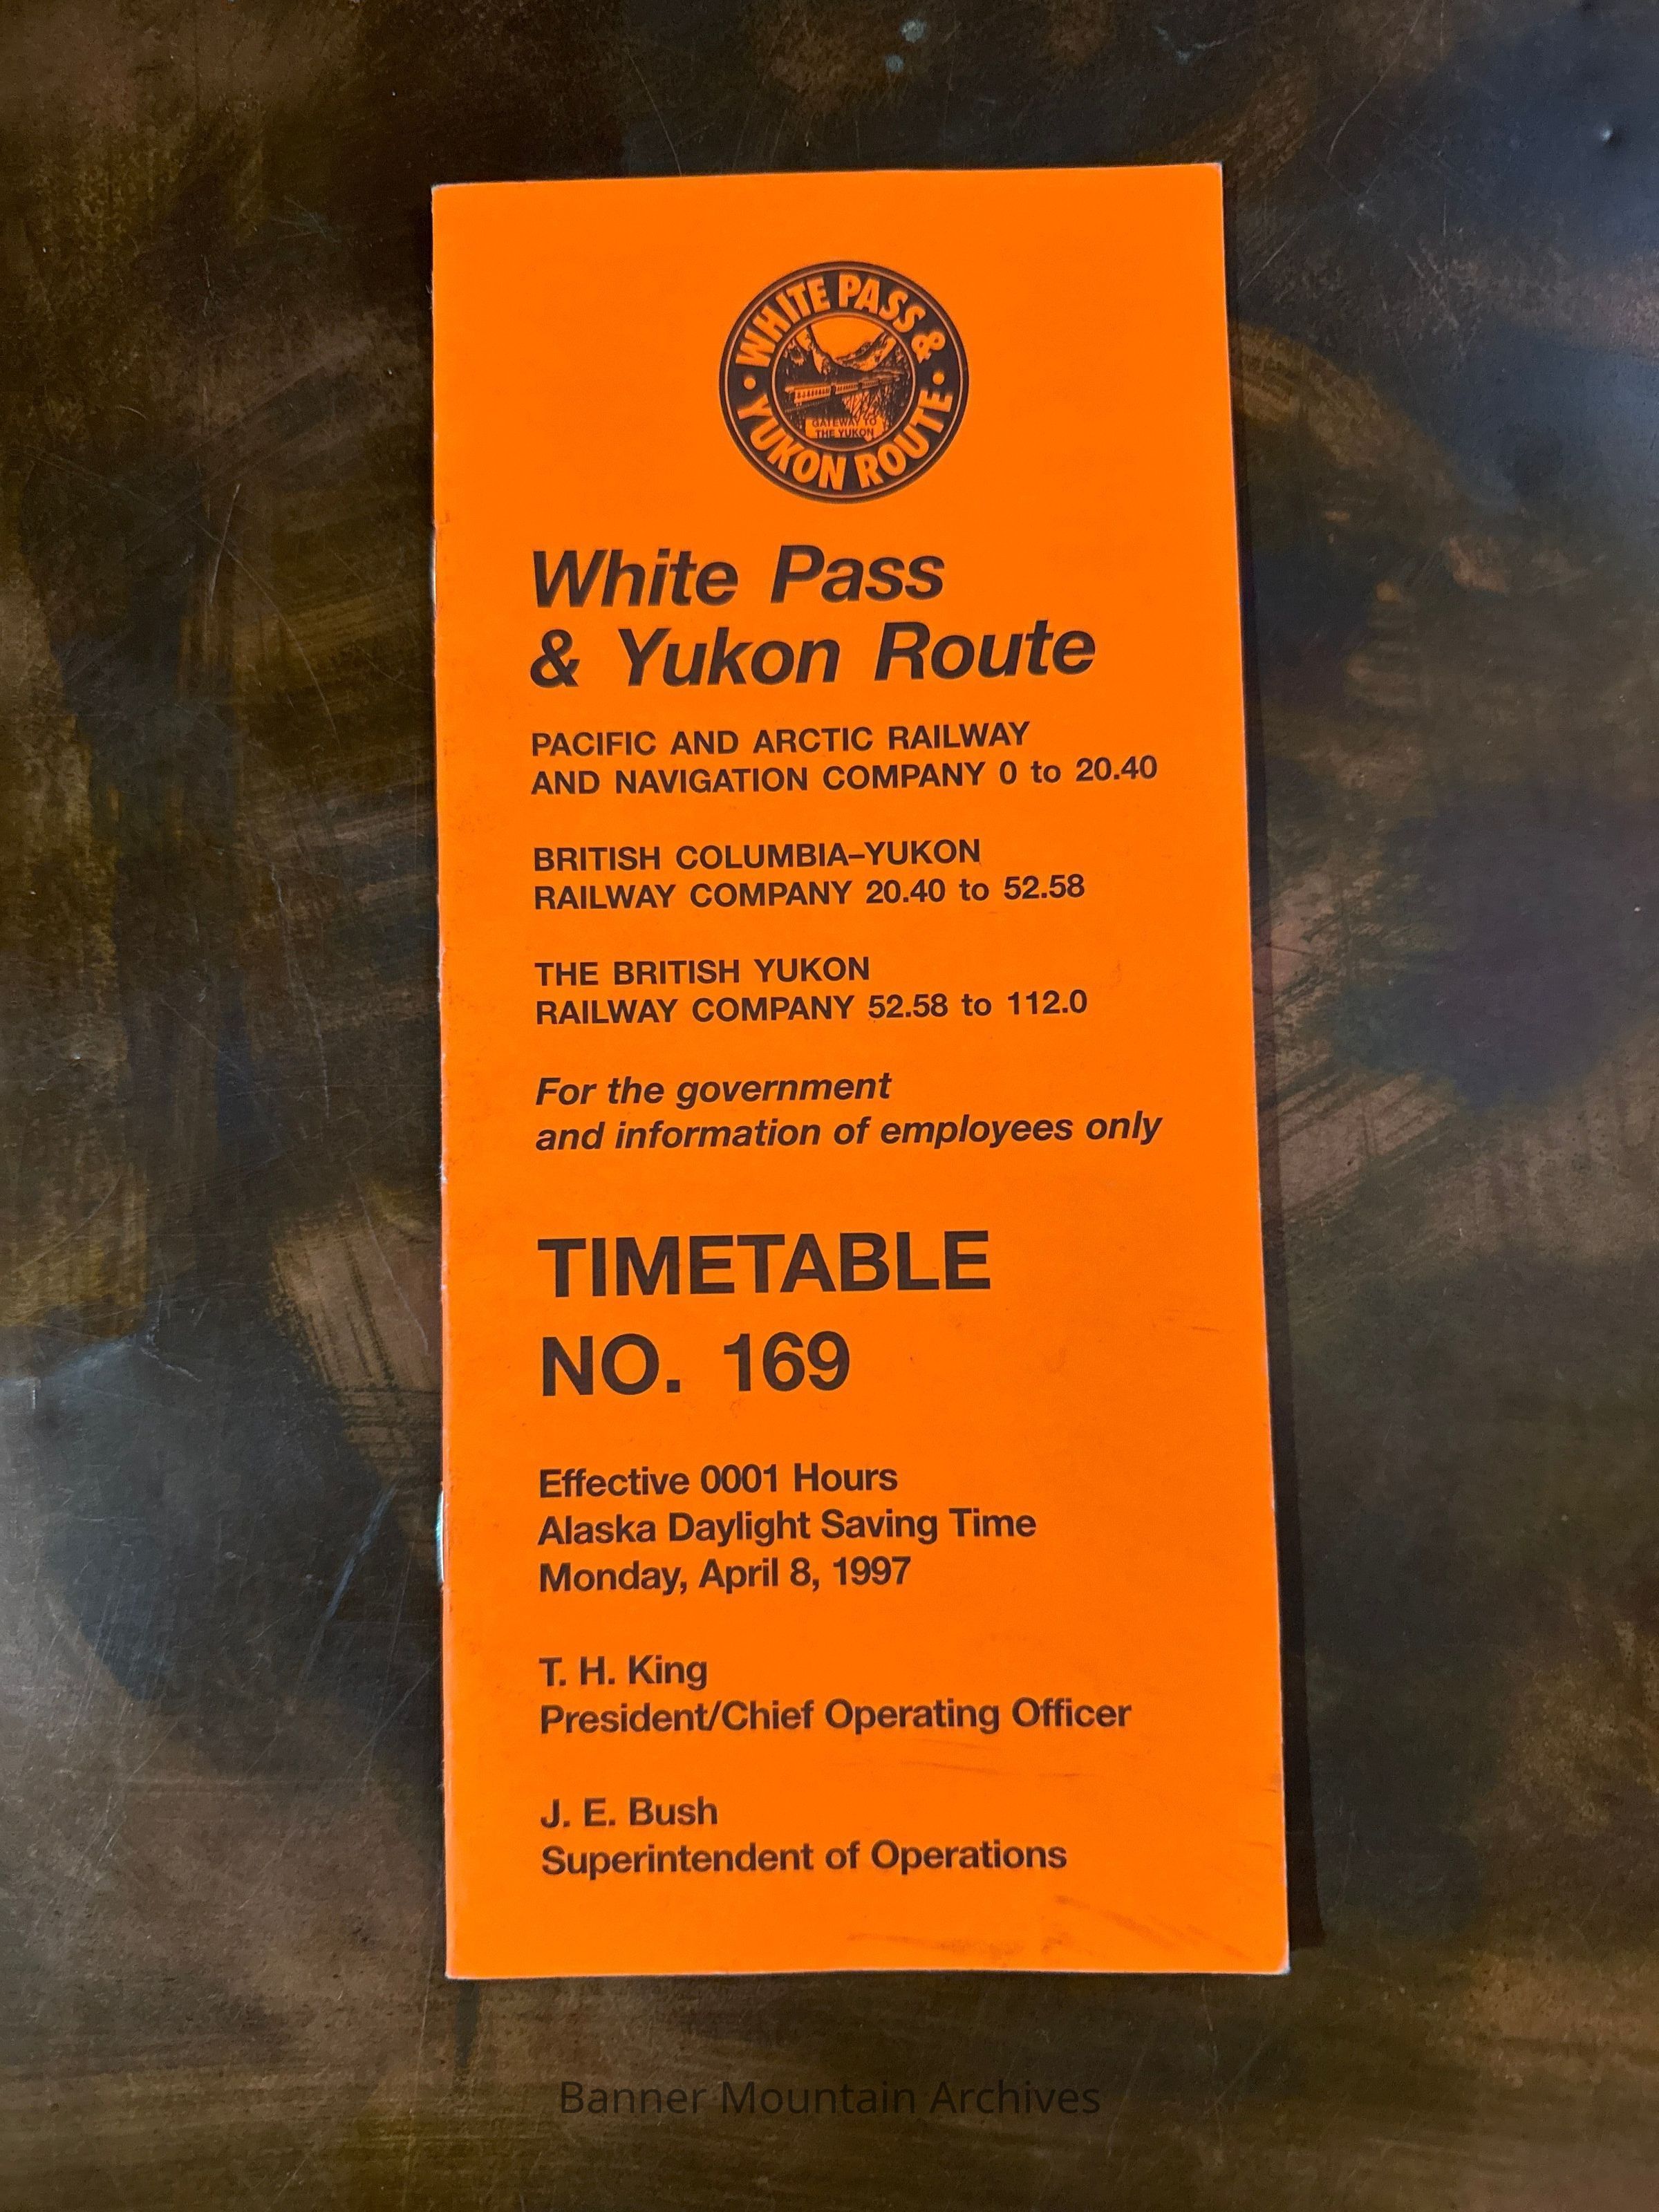 WHITE PASS &
YUKON ROUTE
GATEWAY TO
THE YUKON
White Pass
& Yukon Route
PACIFIC AND ARCTIC RAILWAY
AND NAVIGATION COMPANY 0 to 20.40
BRITISH COLUMBIA–YUKON
RAILWAY COMPANY 20.40 to 52.58
THE BRITISH YUKON
RAILWAY COMPANY 52.58 to 112.0
For the government
and information of employees only
TIMETABLE
NO. 169
Effective 0001 Hours
Alaska Daylight Saving Time
Monday, April 8, 1997
T. H. King
President/Chief Operating Officer
J. E. Bush
Superintendent of Operations
Banner Mountain Archives